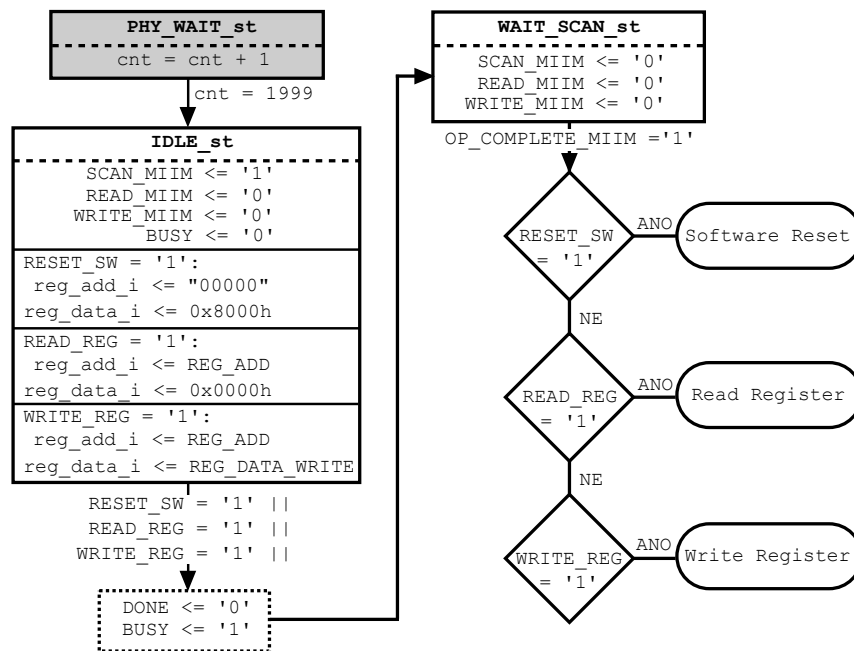 PHY_WAIT_st
cnt = cnt + 1
cnt = 1999
IDLE_st
SCAN_MIIM <= '1'
READ_MIIM <= '0'
WRITE_MIIM <= '0'
BUSY <= '0'
RESET_SW = '1':
reg_add_i <= "00000"
reg_data_i <= 0x8000h
READ_REG = '1':
reg_add_i <= REG_ADD
reg_data_i <= 0x0000h
WRITE_REG = '1':
reg_add_i <= REG_ADD
reg_data_i <= REG_DATA_WRITE
RESET_SW = '1' ||
READ_REG = '1' ||
WRITE_REG = '1' ||
DONE <= '0'
BUSY <= '1'
WAIT_SCAN_st
SCAN_MIIM <= '0'
READ_MIIM <= '0'
WRITE_MIIM <= '0'
OP_COMPLETE_MIIM ='1'
RESET_SW
= '1'
ANO
Software Reset
NE
READ_REG
= '1'
ANO
Read Register
NE
WRITE_REG
= '1'
ANO
Write Register